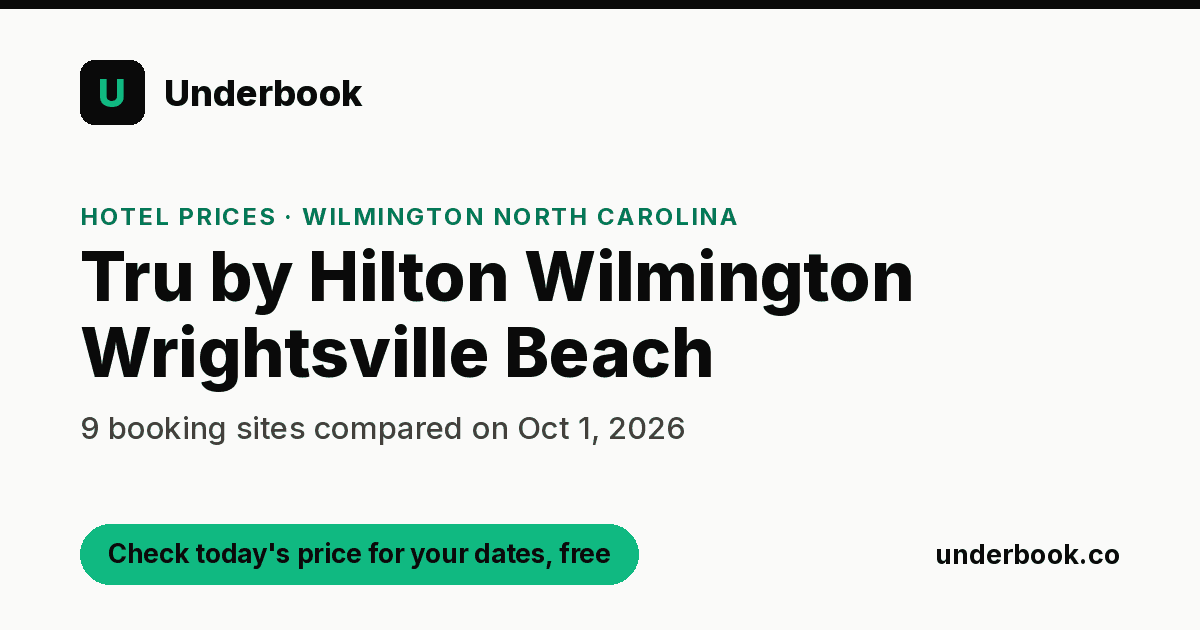 U Underbook
HOTEL PRICES · WILMINGTON NORTH CAROLINA
Tru by Hilton Wilmington
Wrightsville Beach
9 booking sites compared on Oct 1, 2026
Check today's price for your dates, free
underbook.co